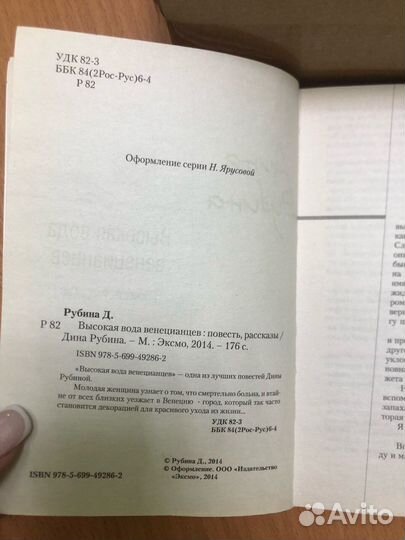 УДК 82-3
ББК 84(2Рос-Рус)6-4
Р 82
Оформление серии Н. Ярусовой
Рубина Д.
Р 82 Высокая вода венецианцев : повесть, рассказы /
Дина Рубина. – М. : Эксмо, 2014. – 176 с.
ISBN 978-5-699-49286-2
«Высокая вода венецианцев» – одна из лучших повестей Дины
Рубиной.
Молодая женщина узнает о том, что смертельно больна, и втай-
не от всех близких уезжает в Венецию - город, который так часто
становится декорацией для красивого ухода из жизни...
УДК 82-3
ББК 84(2Рос-Рус)6-4
© Рубина Д., 2014
© Оформление. ООО «Издательство
«Эксмо», 2014
ISBN 978-5-699-49286-2
Avito